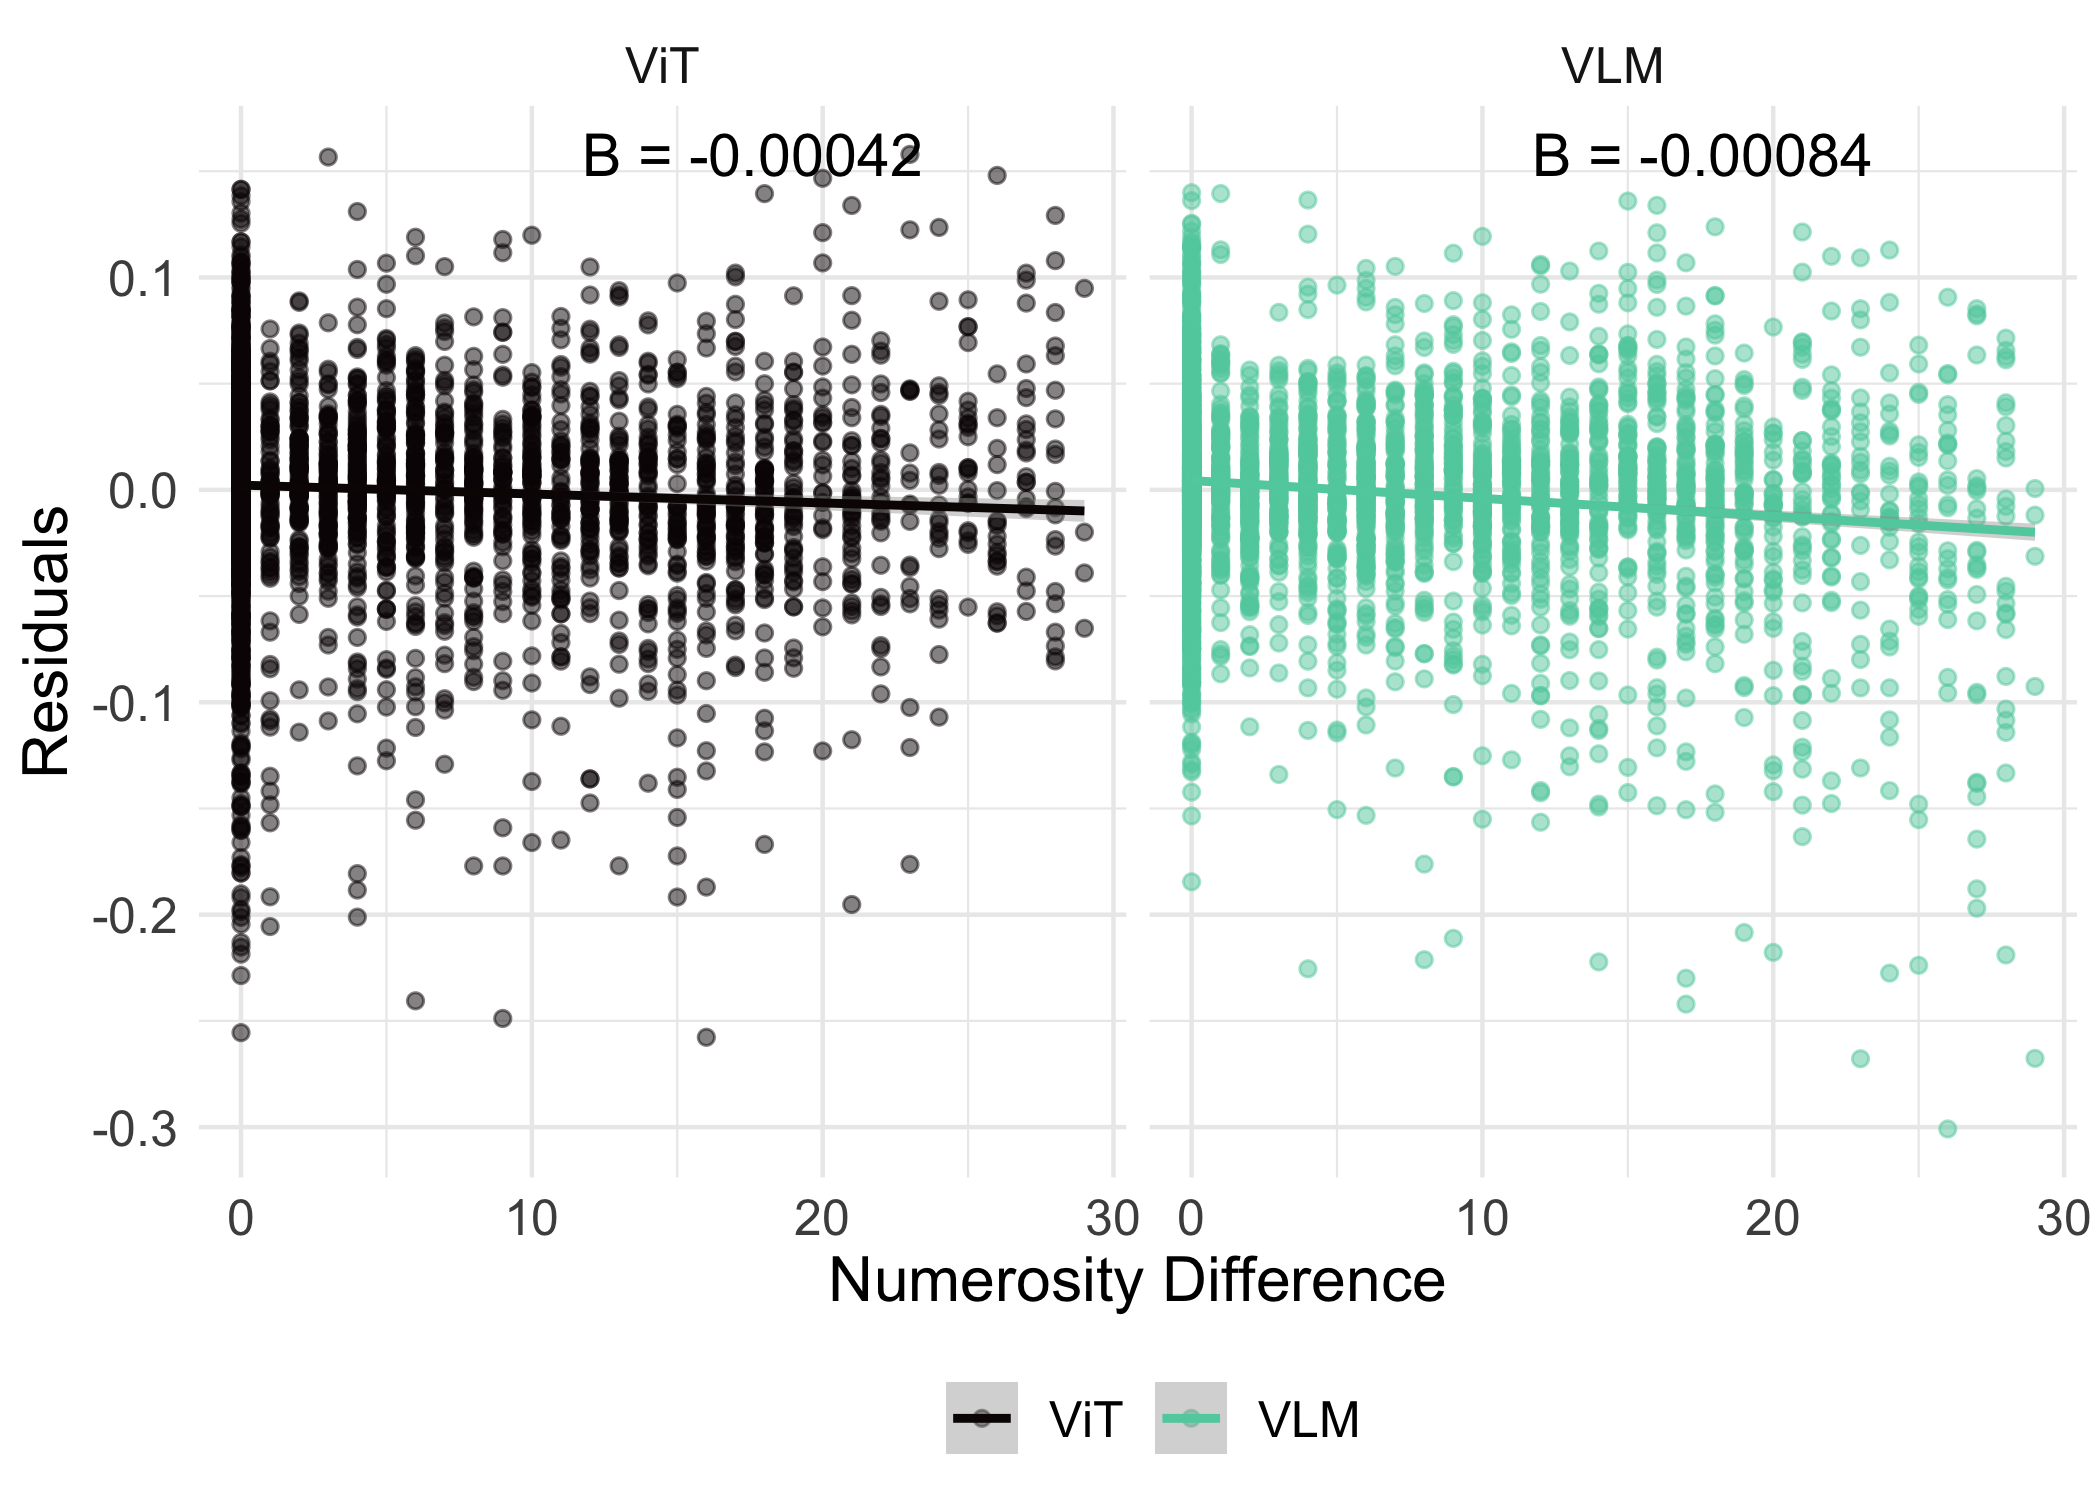 ViT
VLM
B = -0.00042
B = -0.00084
Residuals
0.1
0.0
-0.1
-0.2
-0.3
0 10 20 30
0 10 20 30
Numerosity Difference
ViT VLM